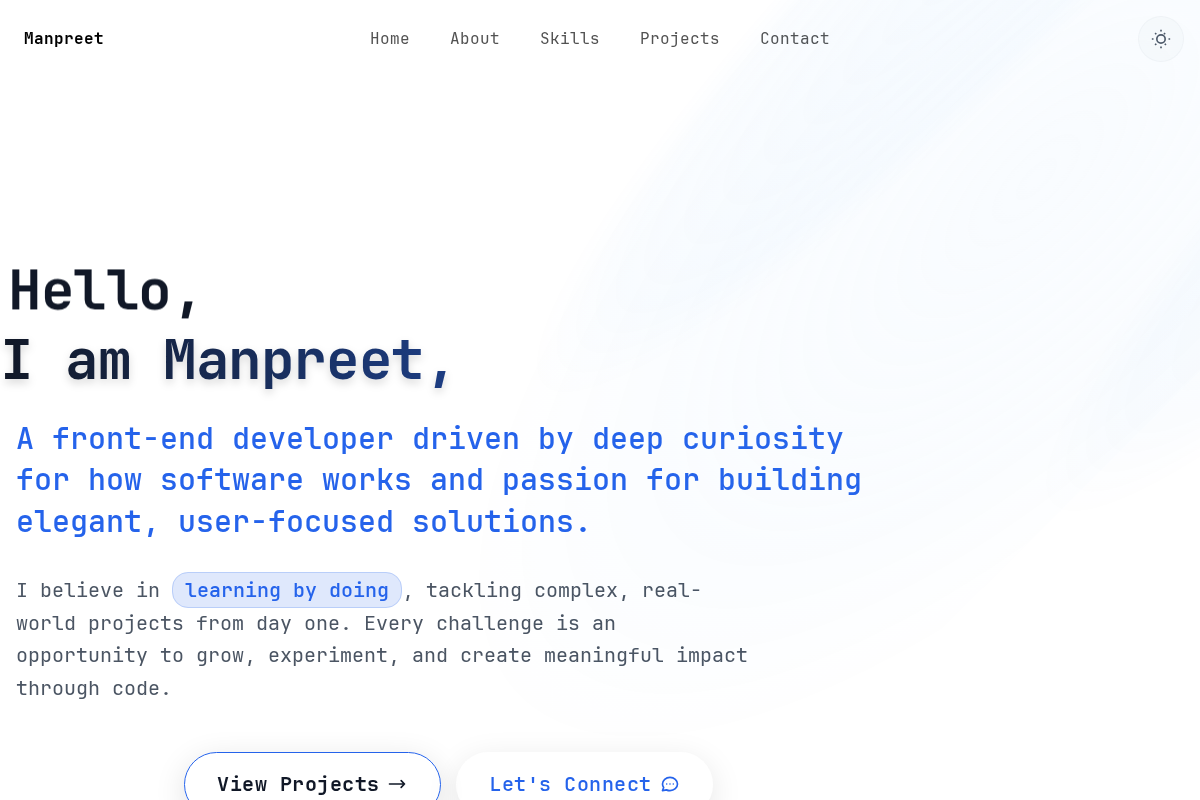 Manpreet Home About Skills Projects Contact
Hello,
I am Manpreet,
A front-end developer driven by deep curiosity
for how software works and passion for building
elegant, user-focused solutions.
I believe in learning by doing, tackling complex, real-
world projects from day one. Every challenge is an
opportunity to grow, experiment, and create meaningful impact
through code.
View Projects → Let's Connect